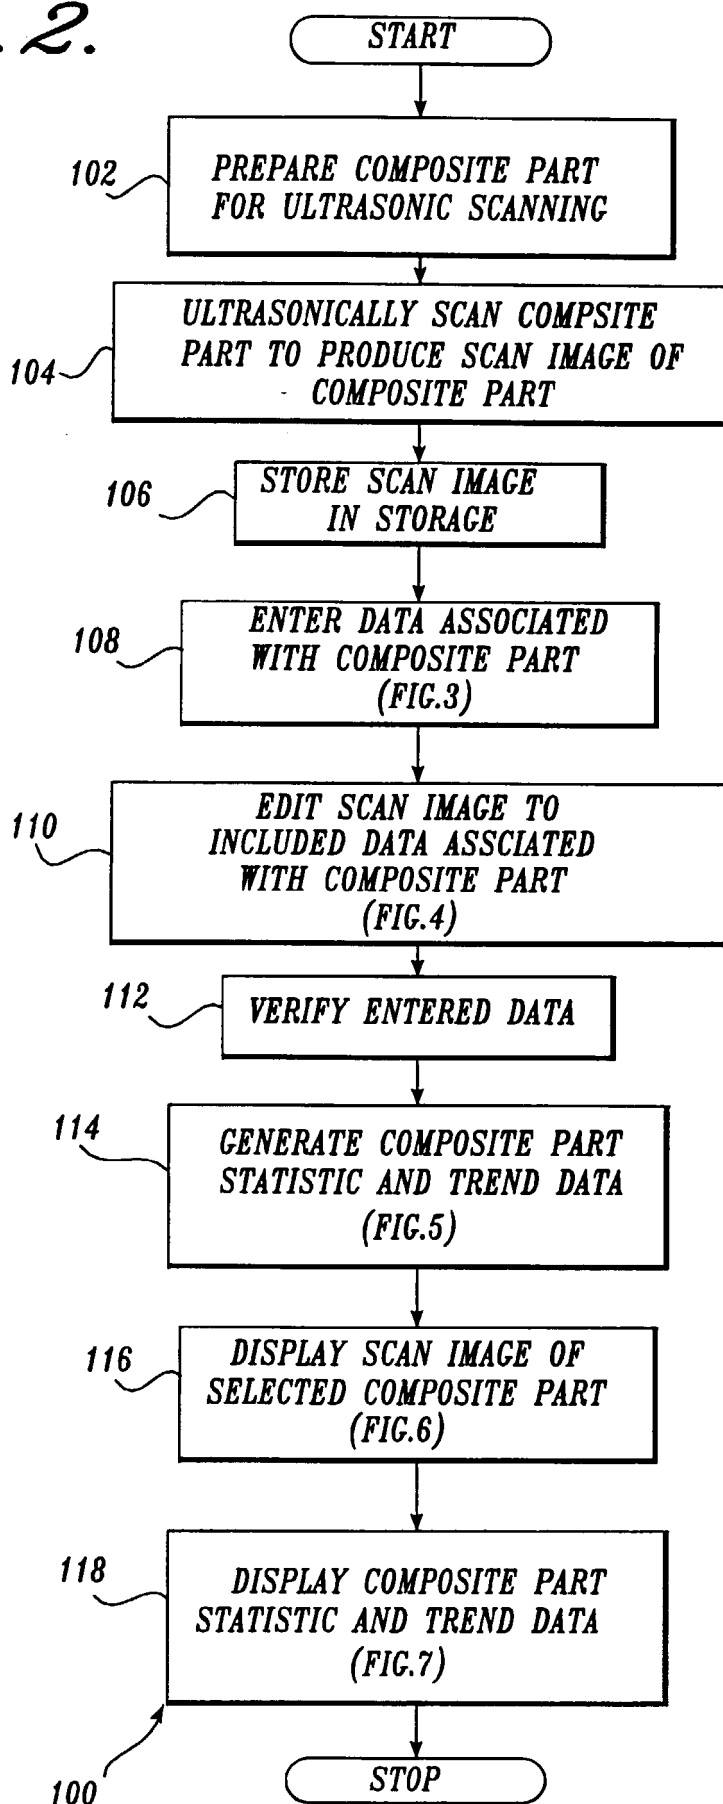 . 2.
START
102
PREPARE COMPOSITE PART
FOR ULTRASONIC SCANNING
104
ULTRASONICALLY SCAN COMPSITE
PART TO PRODUCE SCAN IMAGE OF
COMPOSITE PART
106
STORE SCAN IMAGE
IN STORAGE
108
ENTER DATA ASSOCIATED
WITH COMPOSITE PART
(FIG.3)
110
EDIT SCAN IMAGE TO
INCLUDED DATA ASSCIATED
WITH COMPOSITE PART
(FIG.4)
112
VERIFY ENTERED DATA
114
GENERATE COMPOSITE PART
STATISTIC AND TREND DATA
(FIG.5)
116
DISPLAY SCAN IMAGE OF
SELECTED COMPOSITE PART
(FIG.6)
118
DISPLAY COMPOSITE PART
STATISTIC AND TREND DATA
(FIG.7)
100
STOP